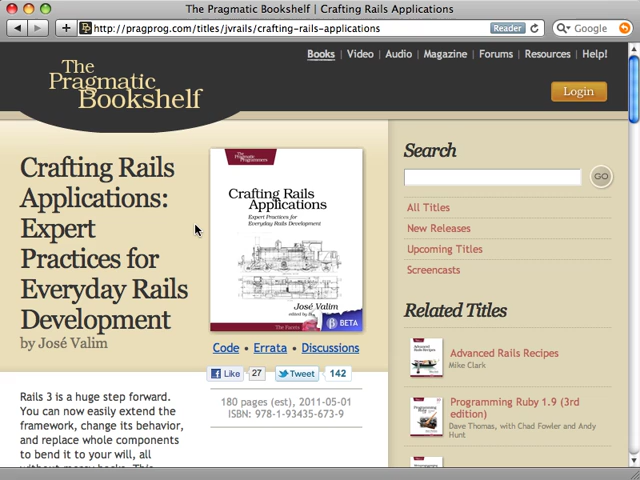 The Pragmatic Bookshelf | Crafting Rails Applications
http://pragprog.com/titles/jvrails/crafting-rails-applications
Reader
Google
Books | Video | Audio | Magazine | Forums | Resources | Help!
The
Pragmatic
Bookshelf
Login
Crafting Rails
Applications:
Expert
Practices for
Everyday Rails
Development
by José Valim
Crafting Rails
Applications
Expert Practices for
Everyday Rails Development
José Valim
edited by
The Facets
BETA
Code • Errata • Discussions
Like 27 Tweet 142
180 pages (est), 2011-05-01
ISBN: 978-1-93435-673-9
Rails 3 is a huge step forward.
You can now easily extend the
framework, change its behavior,
and replace whole components
to bend it to your will, all
Search
GO
All Titles
New Releases
Upcoming Titles
Screencasts
Related Titles
Advanced Rails Recipes
Mike Clark
Programming Ruby 1.9 (3rd
edition)
Dave Thomas, with Chad Fowler and Andy
Hunt